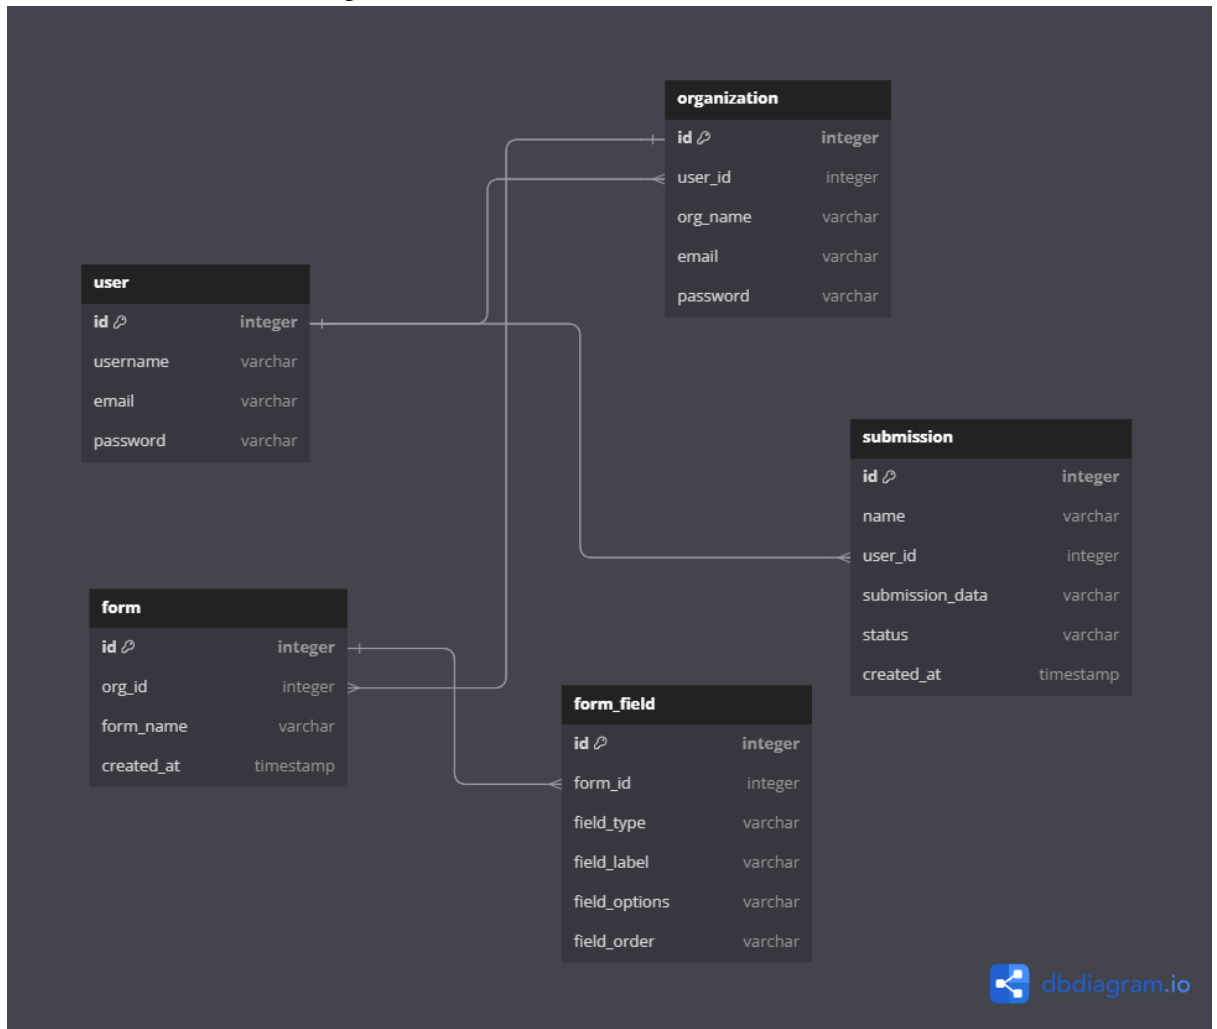 organization
id integer
user_id integer
org_name varchar
email varchar
password varchar
user
id integer
username varchar
email varchar
password varchar
submission
id integer
name varchar
user_id integer
submission_data varchar
status varchar
created_at timestamp
form
id integer
org_id integer
form_name varchar
created_at timestamp
form_field
id integer
form_id integer
field_type varchar
field_label varchar
field_options varchar
field_order varchar
dbdiagram.io